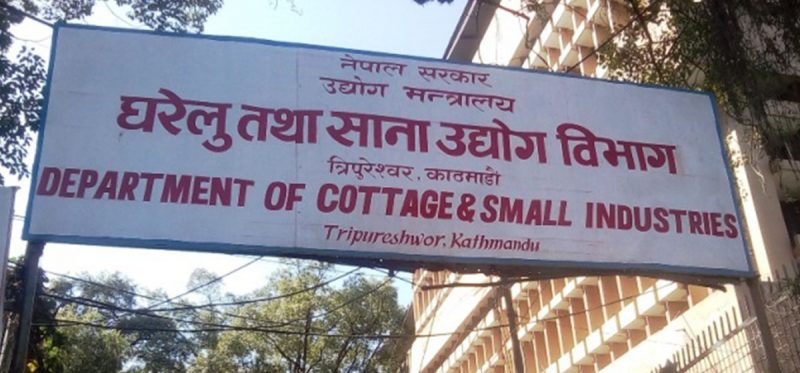 नेपाल सरकार
उद्योग मन्त्रालय
घरेलु तथा साना उद्योग विभाग
त्रिपुरेश्वर, काठमाडौं
DEPARTMENT OF COTTAGE & SMALL INDUSTRIES
Tripureshwor, Kathmandu